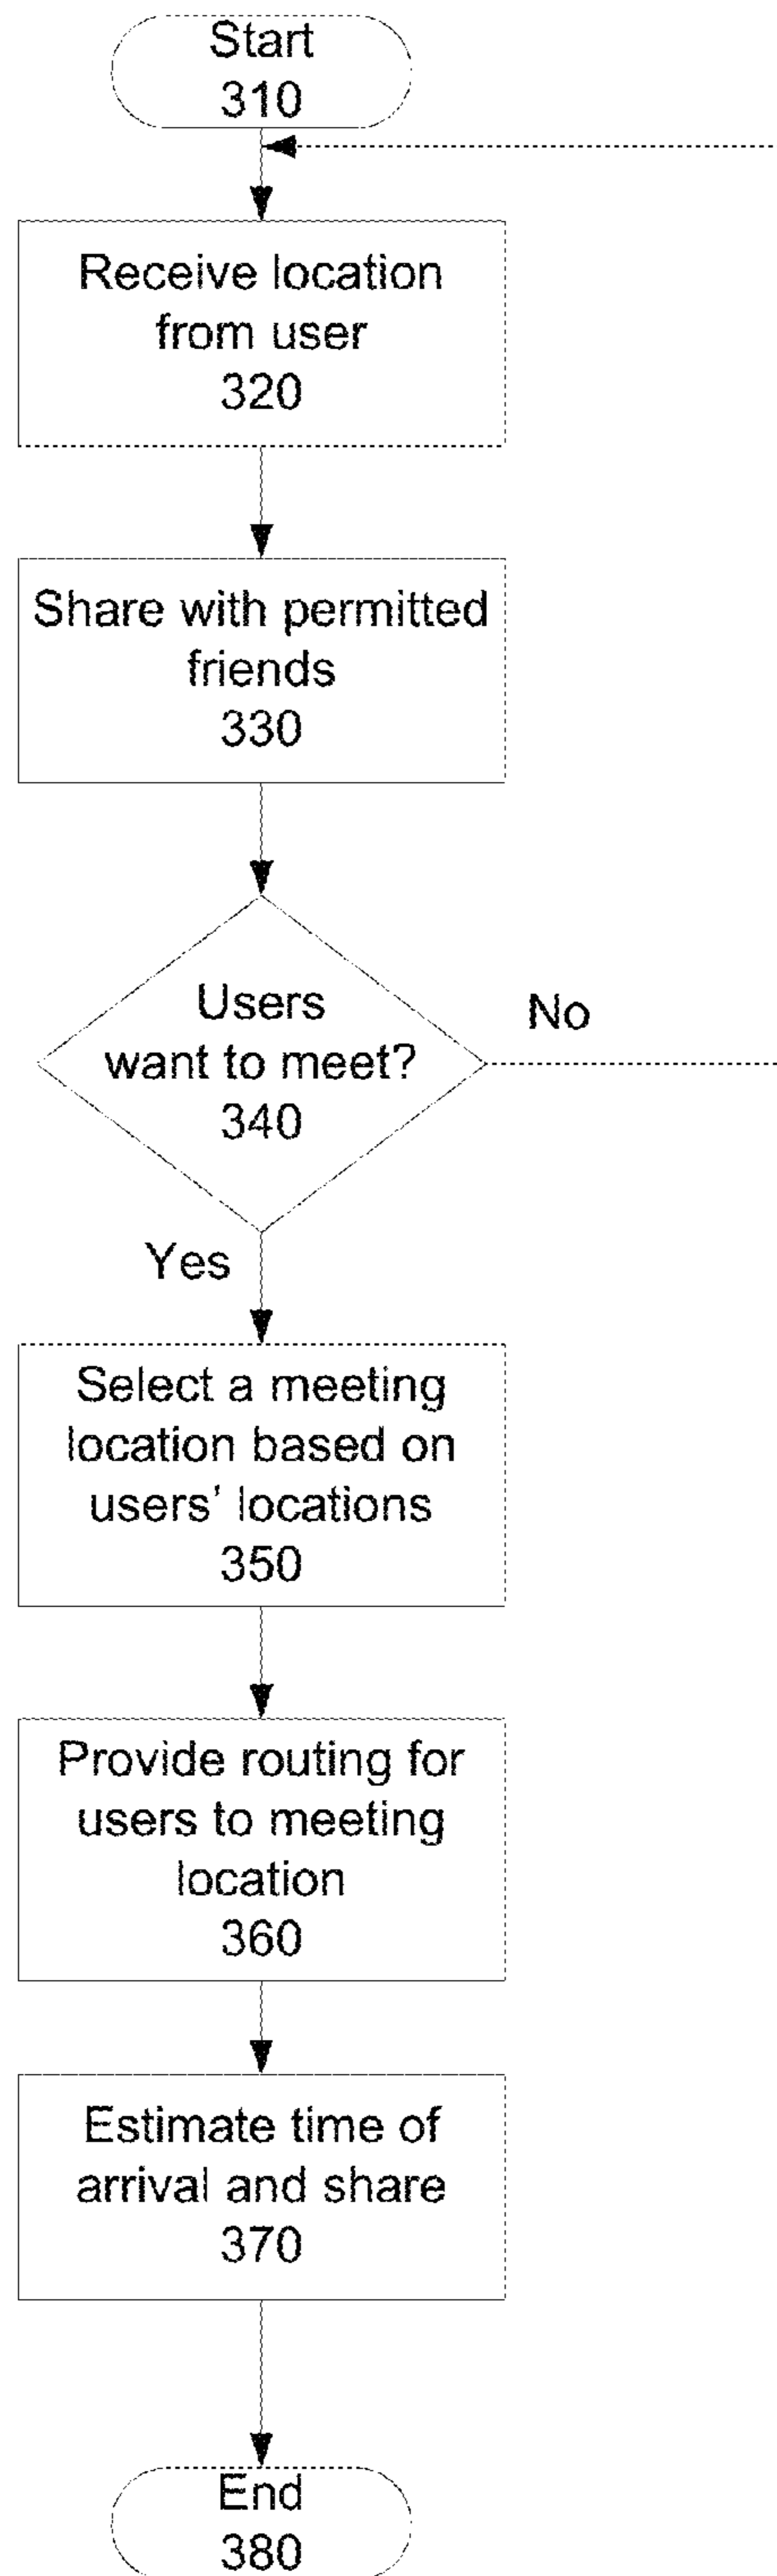 Start
310
Receive location
from user
320
Share with permitted
friends
330
Users
want to meet?
340
No
Yes
Select a meeting
location based on
users' locations
350
Provide routing for
users to meeting
location
360
Estimate time of
arrival and share
370
End
380